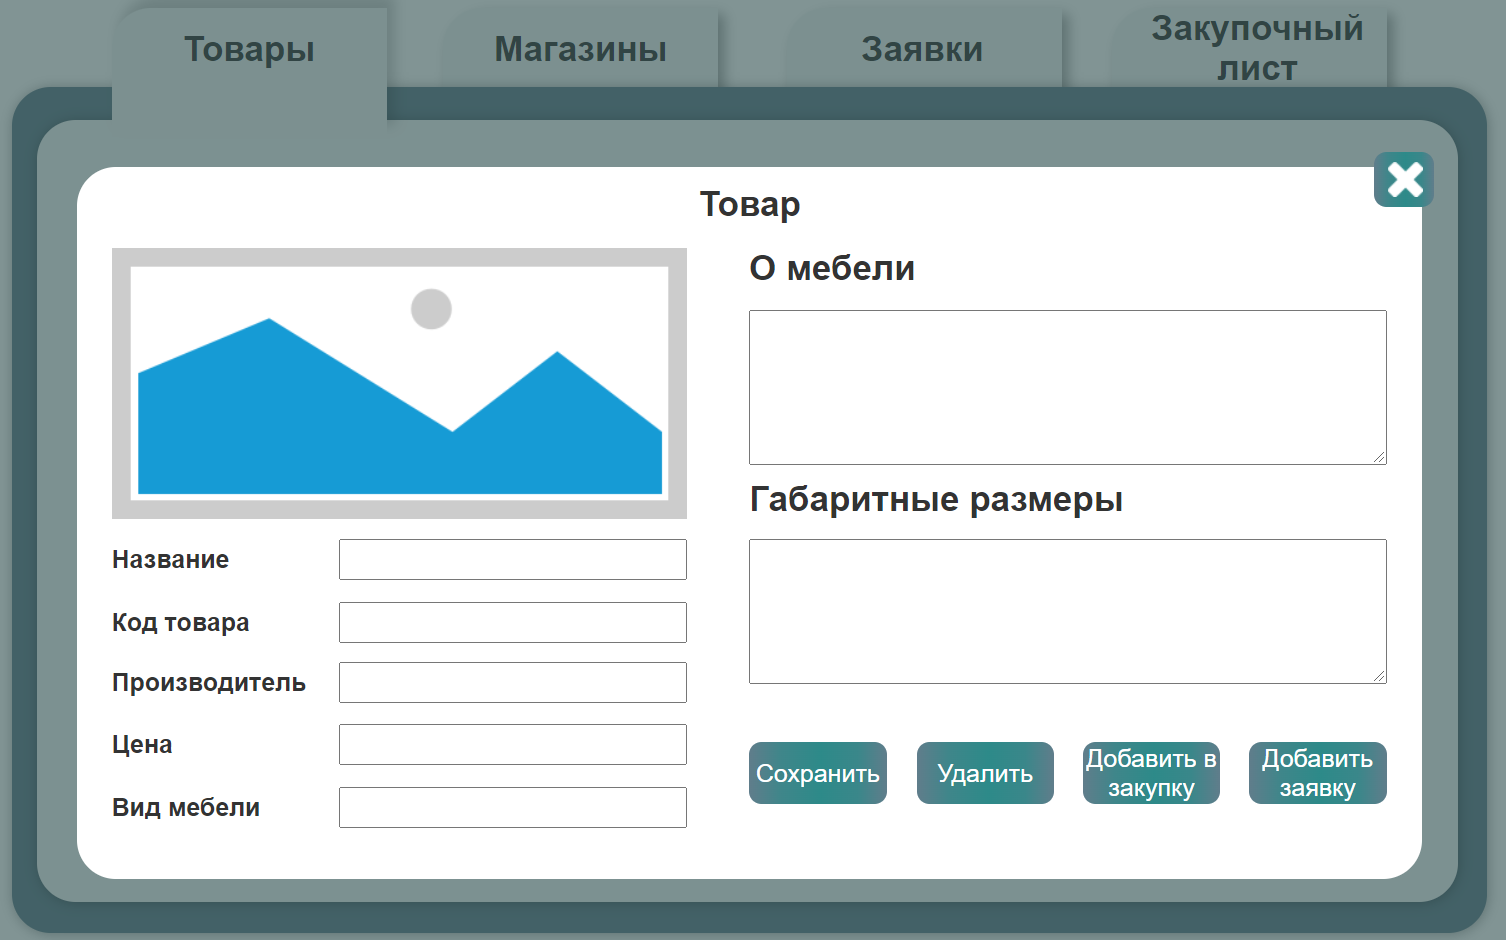 Товары
Магазины
Заявки
Закупочный
лист
Товар
О мебели
Габаритные размеры
Название
Код товара
Производитель
Цена
Вид мебели
Сохранить
Удалить
Добавить в
закупку
Добавить
заявку